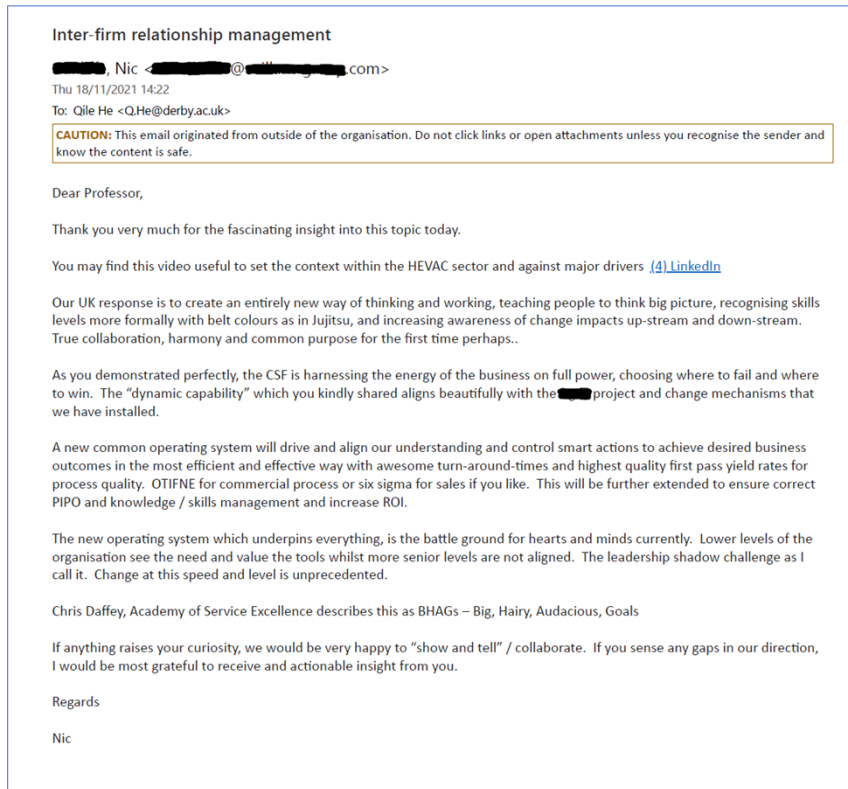 Inter-firm relationship management
, Nic < @ .com>
Thu 18/11/2021 14:22
To: Qile He <Q.He@derby.ac.uk>
CAUTION: This email originated from outside of the organisation. Do not click links or open attachments unless you recognise the sender and
know the content is safe.
Dear Professor,
Thank you very much for the fascinating insight into this topic today.
You may find this video useful to set the context within the HEVAC sector and against major drivers (4) LinkedIn
Our UK response is to create an entirely new way of thinking and working, teaching people to think big picture, recognising skills
levels more formally with belt colours as in Jujitsu, and increasing awareness of change impacts up-stream and down-stream.
True collaboration, harmony and common purpose for the first time perhaps..
As you demonstrated perfectly, the CSF is harnessing the energy of the business on full power, choosing where to fail and where
to win. The “dynamic capability” which you kindly shared aligns beautifully with the project and change mechanisms that
we have installed.
A new common operating system will drive and align our understanding and control smart actions to achieve desired business
outcomes in the most efficient and effective way with awesome turn-around-times and highest quality first pass yield rates for
process quality. OTIFNE for commercial process or six sigma for sales if you like. This will be further extended to ensure correct
PIPO and knowledge / skills management and increase ROI.
The new operating system which underpins everything, is the battle ground for hearts and minds currently. Lower levels of the
organisation see the need and value the tools whilst more senior levels are not aligned. The leadership shadow challenge as I
call it. Change at this speed and level is unprecedented.
Chris Daffey, Academy of Service Excellence describes this as BHAGs – Big, Hairy, Audacious, Goals
If anything raises your curiosity, we would be very happy to “show and tell” / collaborate. If you sense any gaps in our direction,
I would be most grateful to receive and actionable insight from you.
Regards
Nic